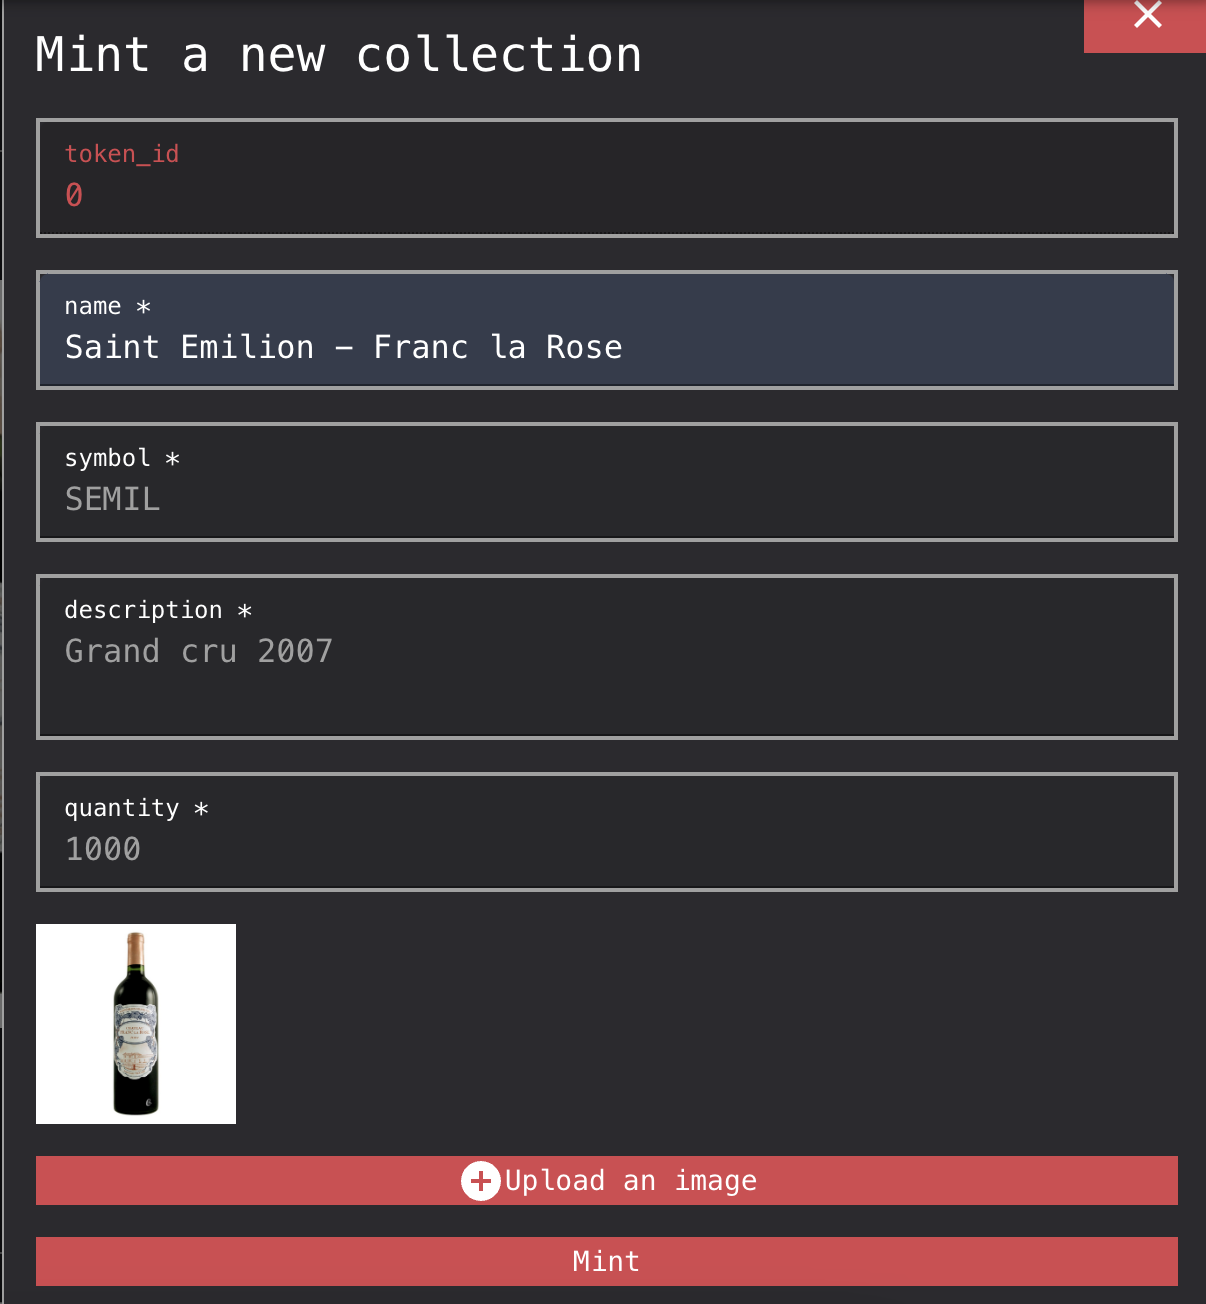 Mint a new collection
token_id
0
name *
Saint Emilion – Franc la Rose
symbol *
SEMIL
description *
Grand cru 2007
quantity *
1000
Upload an image
Mint